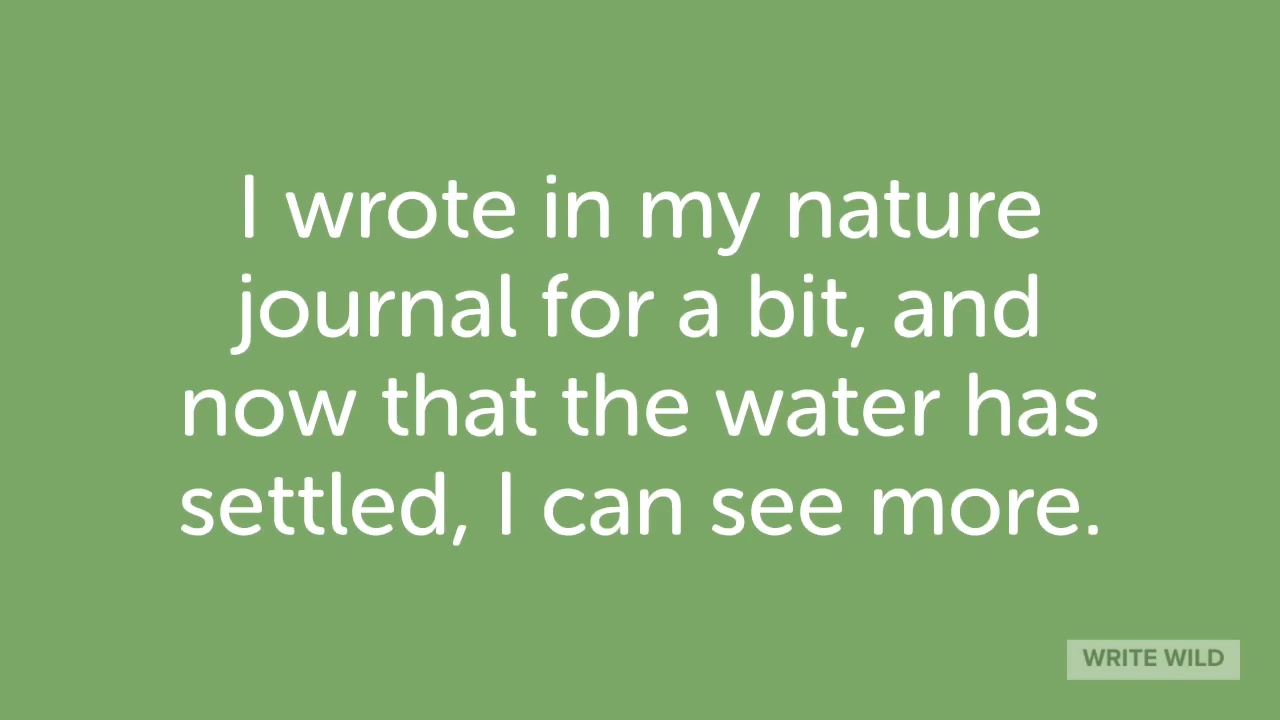 I wrote in my nature
journal for a bit, and
now that the water has
settled, I can see more.
WRITE WILD